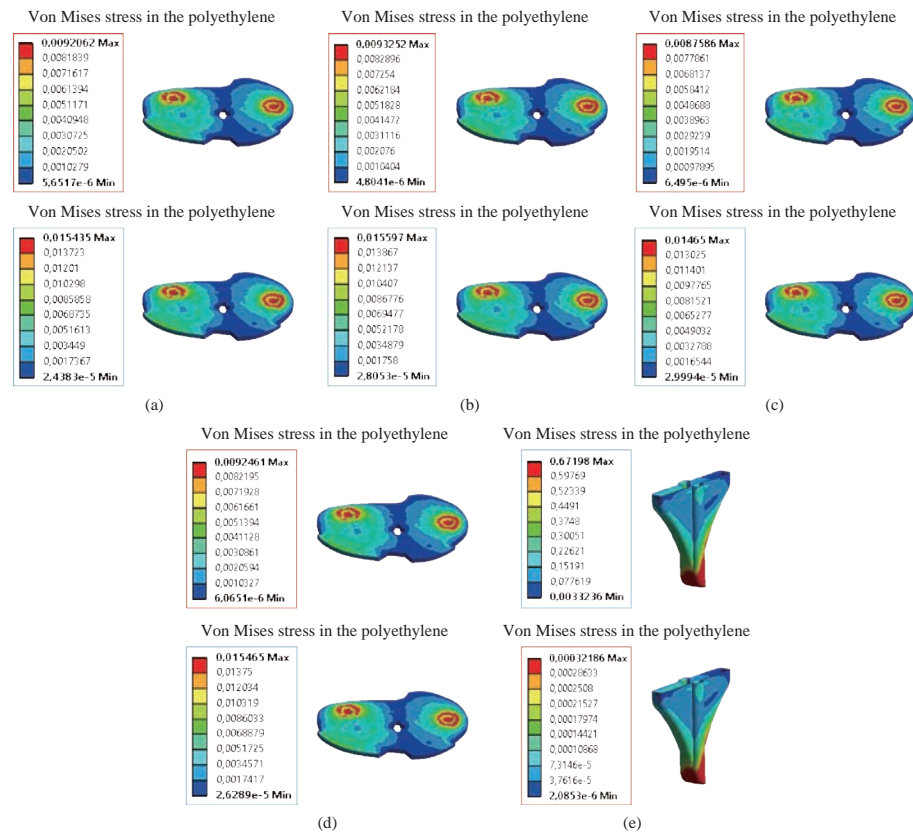 Von Mises stress in the polyethylene
0.0092062 Max
0,0081839
0,0071617
0,0061394
0,0051171
0,0040948
0,0030725
0,0020502
0,0010279
5,6517e-6 Min
Von Mises stress in the polyethylene
0.0093252 Max
0,0082896
0,007254
0,0062184
0,0051828
0,0041472
0,0031116
0,002076
0,0010404
4,8041e-6 Min
Von Mises stress in the polyethylene
0.0087586 Max
0,0077861
0,0068137
0,0058412
0,0048688
0,0038963
0,0029239
0,0019514
0,00097895
6,495e-6 Min
Von Mises stress in the polyethylene
0,015435 Max
0,013723
0,01201
0,010298
0,0085858
0,0068735
0,0051613
0,003449
0,0017367
2,4383e-5 Min
Von Mises stress in the polyethylene
0,015597 Max
0,013867
0,012137
0,010407
0,0086776
0,0069477
0,0052178
0,0034879
0,001758
2,8053e-5 Min
Von Mises stress in the polyethylene
0,01465 Max
0,013025
0,011401
0,0097765
0,0081521
0,0065277
0,0049032
0,0032788
0,0016544
2,9994e-5 Min
(a)
(b)
(c)
Von Mises stress in the polyethylene
0.0092461 Max
0,0082195
0,0071928
0,0061661
0,0051394
0,0041128
0,0030861
0,0020594
0,0010327
6,0651e-6 Min
Von Mises stress in the polyethylene
0,67198 Max
0,59769
0,52339
0,4491
0,3748
0,30051
0,22621
0,15191
0,077619
0.0033236 Min
Von Mises stress in the polyethylene
0,015465 Max
0,01375
0,012034
0,010319
0,0086033
0,0068879
0,0051725
0,0034571
0,0017417
2,6289e-5 Min
Von Mises stress in the polyethylene
0.00032186 Max
0,00028633
0,0002508
0,00021527
0,00017974
0,00014421
0,00010868
7,3146e-5
3,7616e-5
2,0853e-6 Min
(d)
(e)